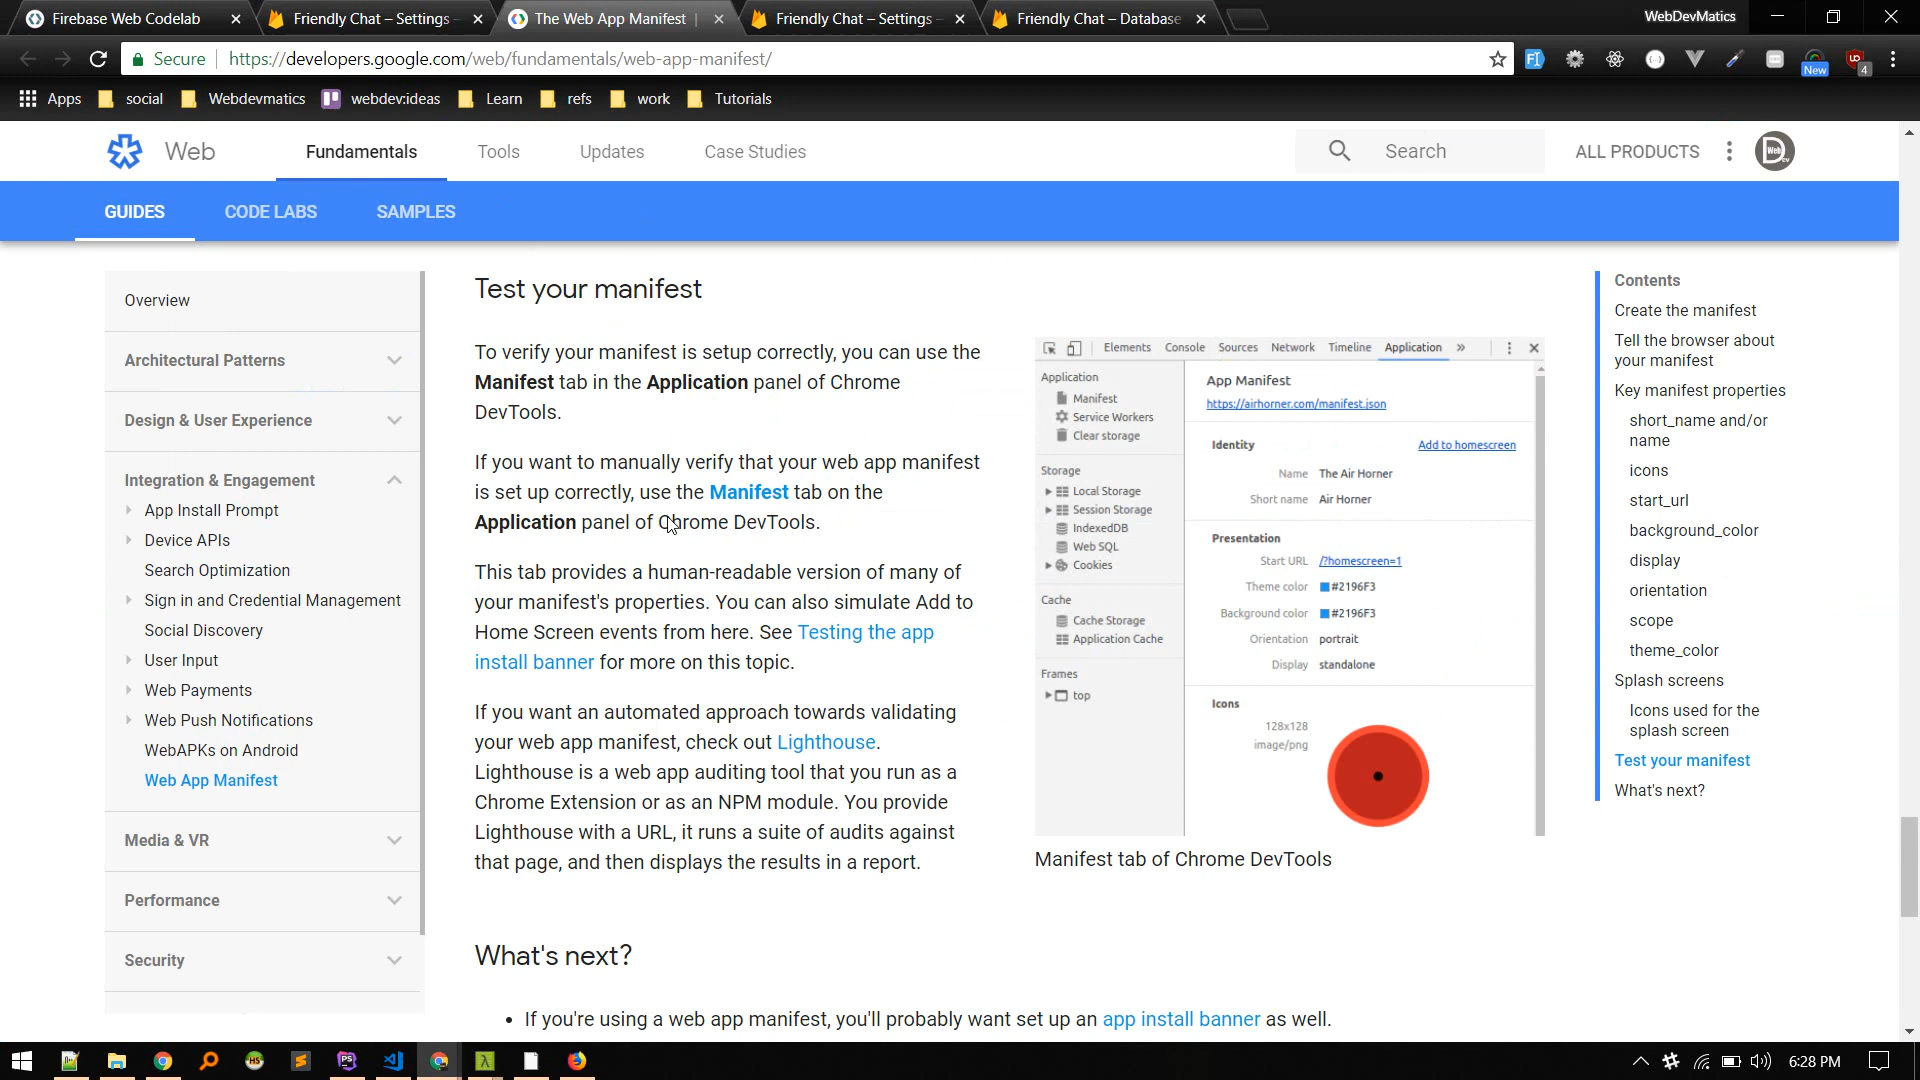 Firebase Web Codelab
Friendly Chat – Settings
The Web App Manifest |
Friendly Chat – Settings –
Friendly Chat – Database
WebDevMatics
Secure
https://developers.google.com/web/fundamentals/web-app-manifest/
New
4
Apps
social
Webdevmatics
webdev:ideas
Learn
refs
work
Tutorials
Web
Fundamentals
Tools
Updates
Case Studies
Search
ALL PRODUCTS
GUIDES
CODE LABS
SAMPLES
Overview
Architectural Patterns
Design & User Experience
Integration & Engagement
App Install Prompt
Device APIs
Search Optimization
Sign in and Credential Management
Social Discovery
User Input
Web Payments
Web Push Notifications
WebAPKs on Android
Web App Manifest
Media & VR
Performance
Security
Test your manifest
To verify your manifest is setup correctly, you can use the
Manifest tab in the Application panel of Chrome
DevTools.
If you want to manually verify that your web app manifest
is set up correctly, use the Manifest tab on the
Application panel of Chrome DevTools.
This tab provides a human-readable version of many of
your manifest's properties. You can also simulate Add to
Home Screen events from here. See Testing the app
install banner for more on this topic.
If you want an automated approach towards validating
your web app manifest, check out Lighthouse.
Lighthouse is a web app auditing tool that you run as a
Chrome Extension or as an NPM module. You provide
Lighthouse with a URL, it runs a suite of audits against
that page, and then displays the results in a report.
Elements Console Sources Network Timeline Application »
Application
Manifest
Service Workers
Clear storage
Storage
Local Storage
Session Storage
IndexedDB
Web SQL
Cookies
Cache
Cache Storage
Application Cache
Frames
top
App Manifest
https://airhorner.com/manifest.json
Identity
Add to homescreen
Name The Air Horner
Short name Air Horner
Presentation
Start URL /?homescreen=1
Theme color #2196F3
Background color #2196F3
Orientation portrait
Display standalone
Icons
128x128
image/png
Manifest tab of Chrome DevTools
What's next?
• If you're using a web app manifest, you'll probably want set up an app install banner as well.
Contents
Create the manifest
Tell the browser about
your manifest
Key manifest properties
short_name and/or
name
icons
start_url
background_color
display
orientation
scope
theme_color
Splash screens
Icons used for the
splash screen
Test your manifest
What's next?
6:28 PM